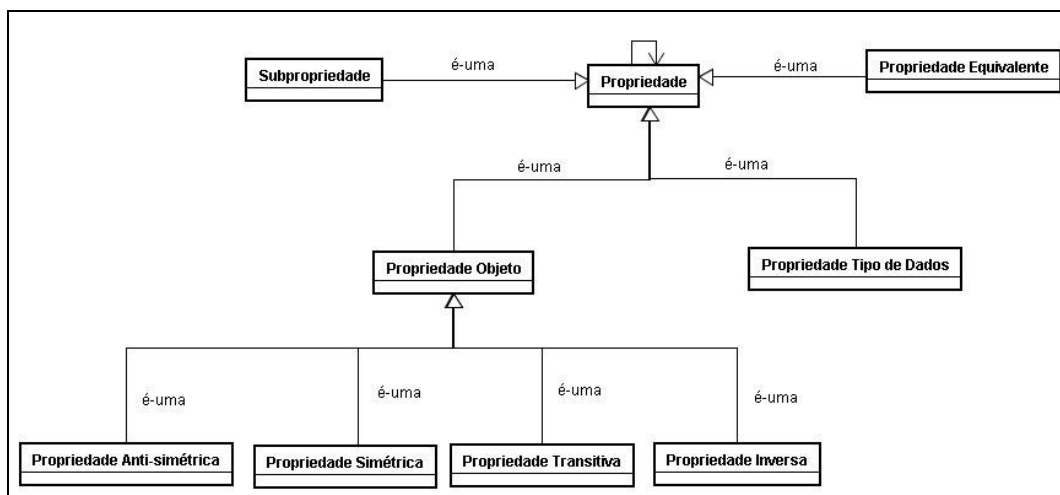 Subpropriedade
é-uma
Propriedade
é-uma
Propriedade Equivalente
é-uma
é-uma
Propriedade Objeto
Propriedade Tipo de Dados
é-uma
é-uma
é-uma
é-uma
Propriedade Anti-simétrica
Propriedade Simétrica
Propriedade Transitiva
Propriedade Inversa